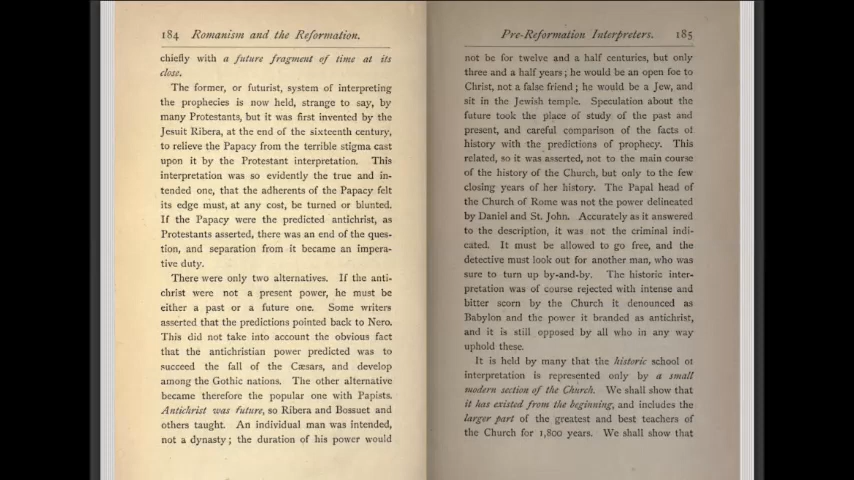 184 Romanism and the Reformation.
chiefly with a future fragment of time at its
close.
The former, or futurist, system of interpreting
the prophecies is now held, strange to say, by
many Protestants, but it was first invented by the
Jesuit Ribera, at the end of the sixteenth century,
to relieve the Papacy from the terrible stigma cast
upon it by the Protestant interpretation. This
interpretation was so evidently the true and in-
tended one, that the adherents of the Papacy felt
its edge must, at any cost, be turned or blunted.
If the Papacy were the predicted antichrist, as
Protestants asserted, there was an end of the ques-
tion, and separation from it became an impera-
tive duty.
There were only two alternatives. If the anti-
christ were not a present power, he must be
either a past or a future one. Some writers
asserted that the predictions pointed back to Nero.
This did not take into account the obvious fact
that the antichristian power predicted was to
succeed the fall of the Cæsars, and develop
among the Gothic nations. The other alternative
became therefore the popular one with Papists.
Antichrist was future, so Ribera and Bossuet and
others taught. An individual man was intended,
not a dynasty; the duration of his power would
Pre-Reformation Interpreters. 185
not be for twelve and a half centuries, but only
three and a half years; he would be an open foe to
Christ, not a false friend; he would be a Jew, and
sit in the Jewish temple. Speculation about the
future took the place of study of the past and
present, and careful comparison of the facts of
history with the predictions of prophecy. This
related, so it was asserted, not to the main course
of the history of the Church, but only to the few
closing years of her history. The Papal head of
the Church of Rome was not the power delineated
by Daniel and St. John. Accurately as it answered
to the description, it was not the criminal indi-
cated. It must be allowed to go free, and the
detective must look out for another man, who was
sure to turn up by-and-by. The historic inter-
pretation was of course rejected with intense and
bitter scorn by the Church it denounced as
Babylon and the power it branded as antichrist,
and it is still opposed by all who in any way
uphold these.
It is held by many that the historic school of
interpretation is represented only by a small
modern section of the Church. We shall show that
it has existed from the beginning, and includes the
larger part of the greatest and best teachers of
the Church for 1,800 years. We shall show that